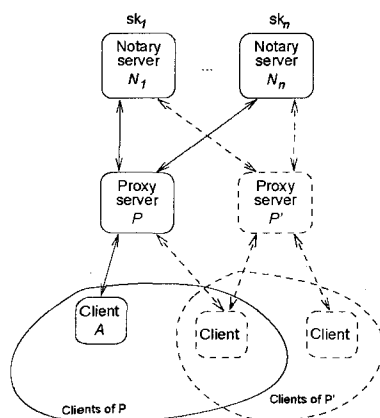 sk1
skn
Notary
server
N1
...
Notary
server
Nn
Proxy
server
P
Proxy
server
P'
Client
A
Client
Client
Clients of P
Clients of P'